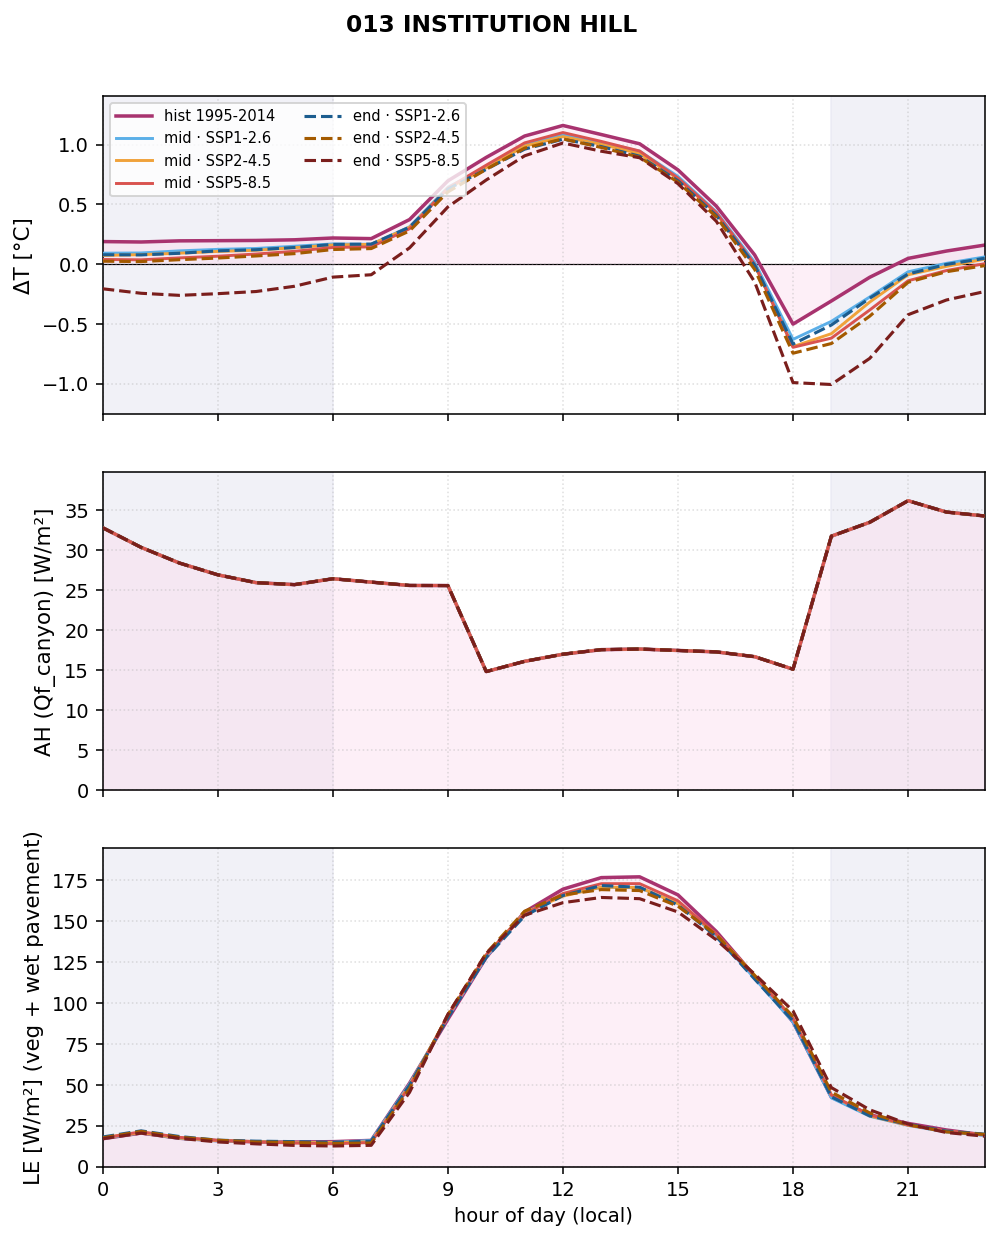 013 INSTITUTION HILL
hist 1995-2014
mid · SSP1-2.6
mid · SSP2-4.5
mid · SSP5-8.5
end · SSP1-2.6
end · SSP2-4.5
end · SSP5-8.5
ΔT [°C]
1.0
0.5
0.0
−0.5
−1.0
AH (Qf_canyon) [W/m²]
35
30
25
20
15
10
5
0
LE [W/m²] (veg + wet pavement)
175
150
125
100
75
50
25
0
0 3 6 9 12 15 18 21
hour of day (local)